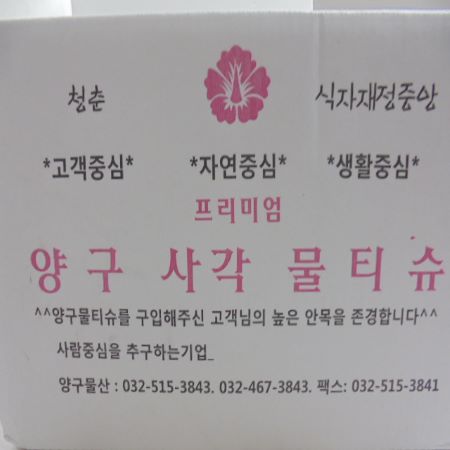 청춘 식자재정중앙
*고객중심* *자연중심* *생활중심*
프리미엄
양구 사각 물티슈
^^양구물티슈를 구입해주신 고객님의 높은 안목을 존경합니다^^
사람중심을 추구하는기업_
양구물산 : 032-515-3843. 032-467-3843. 팩스: 032-515-3841